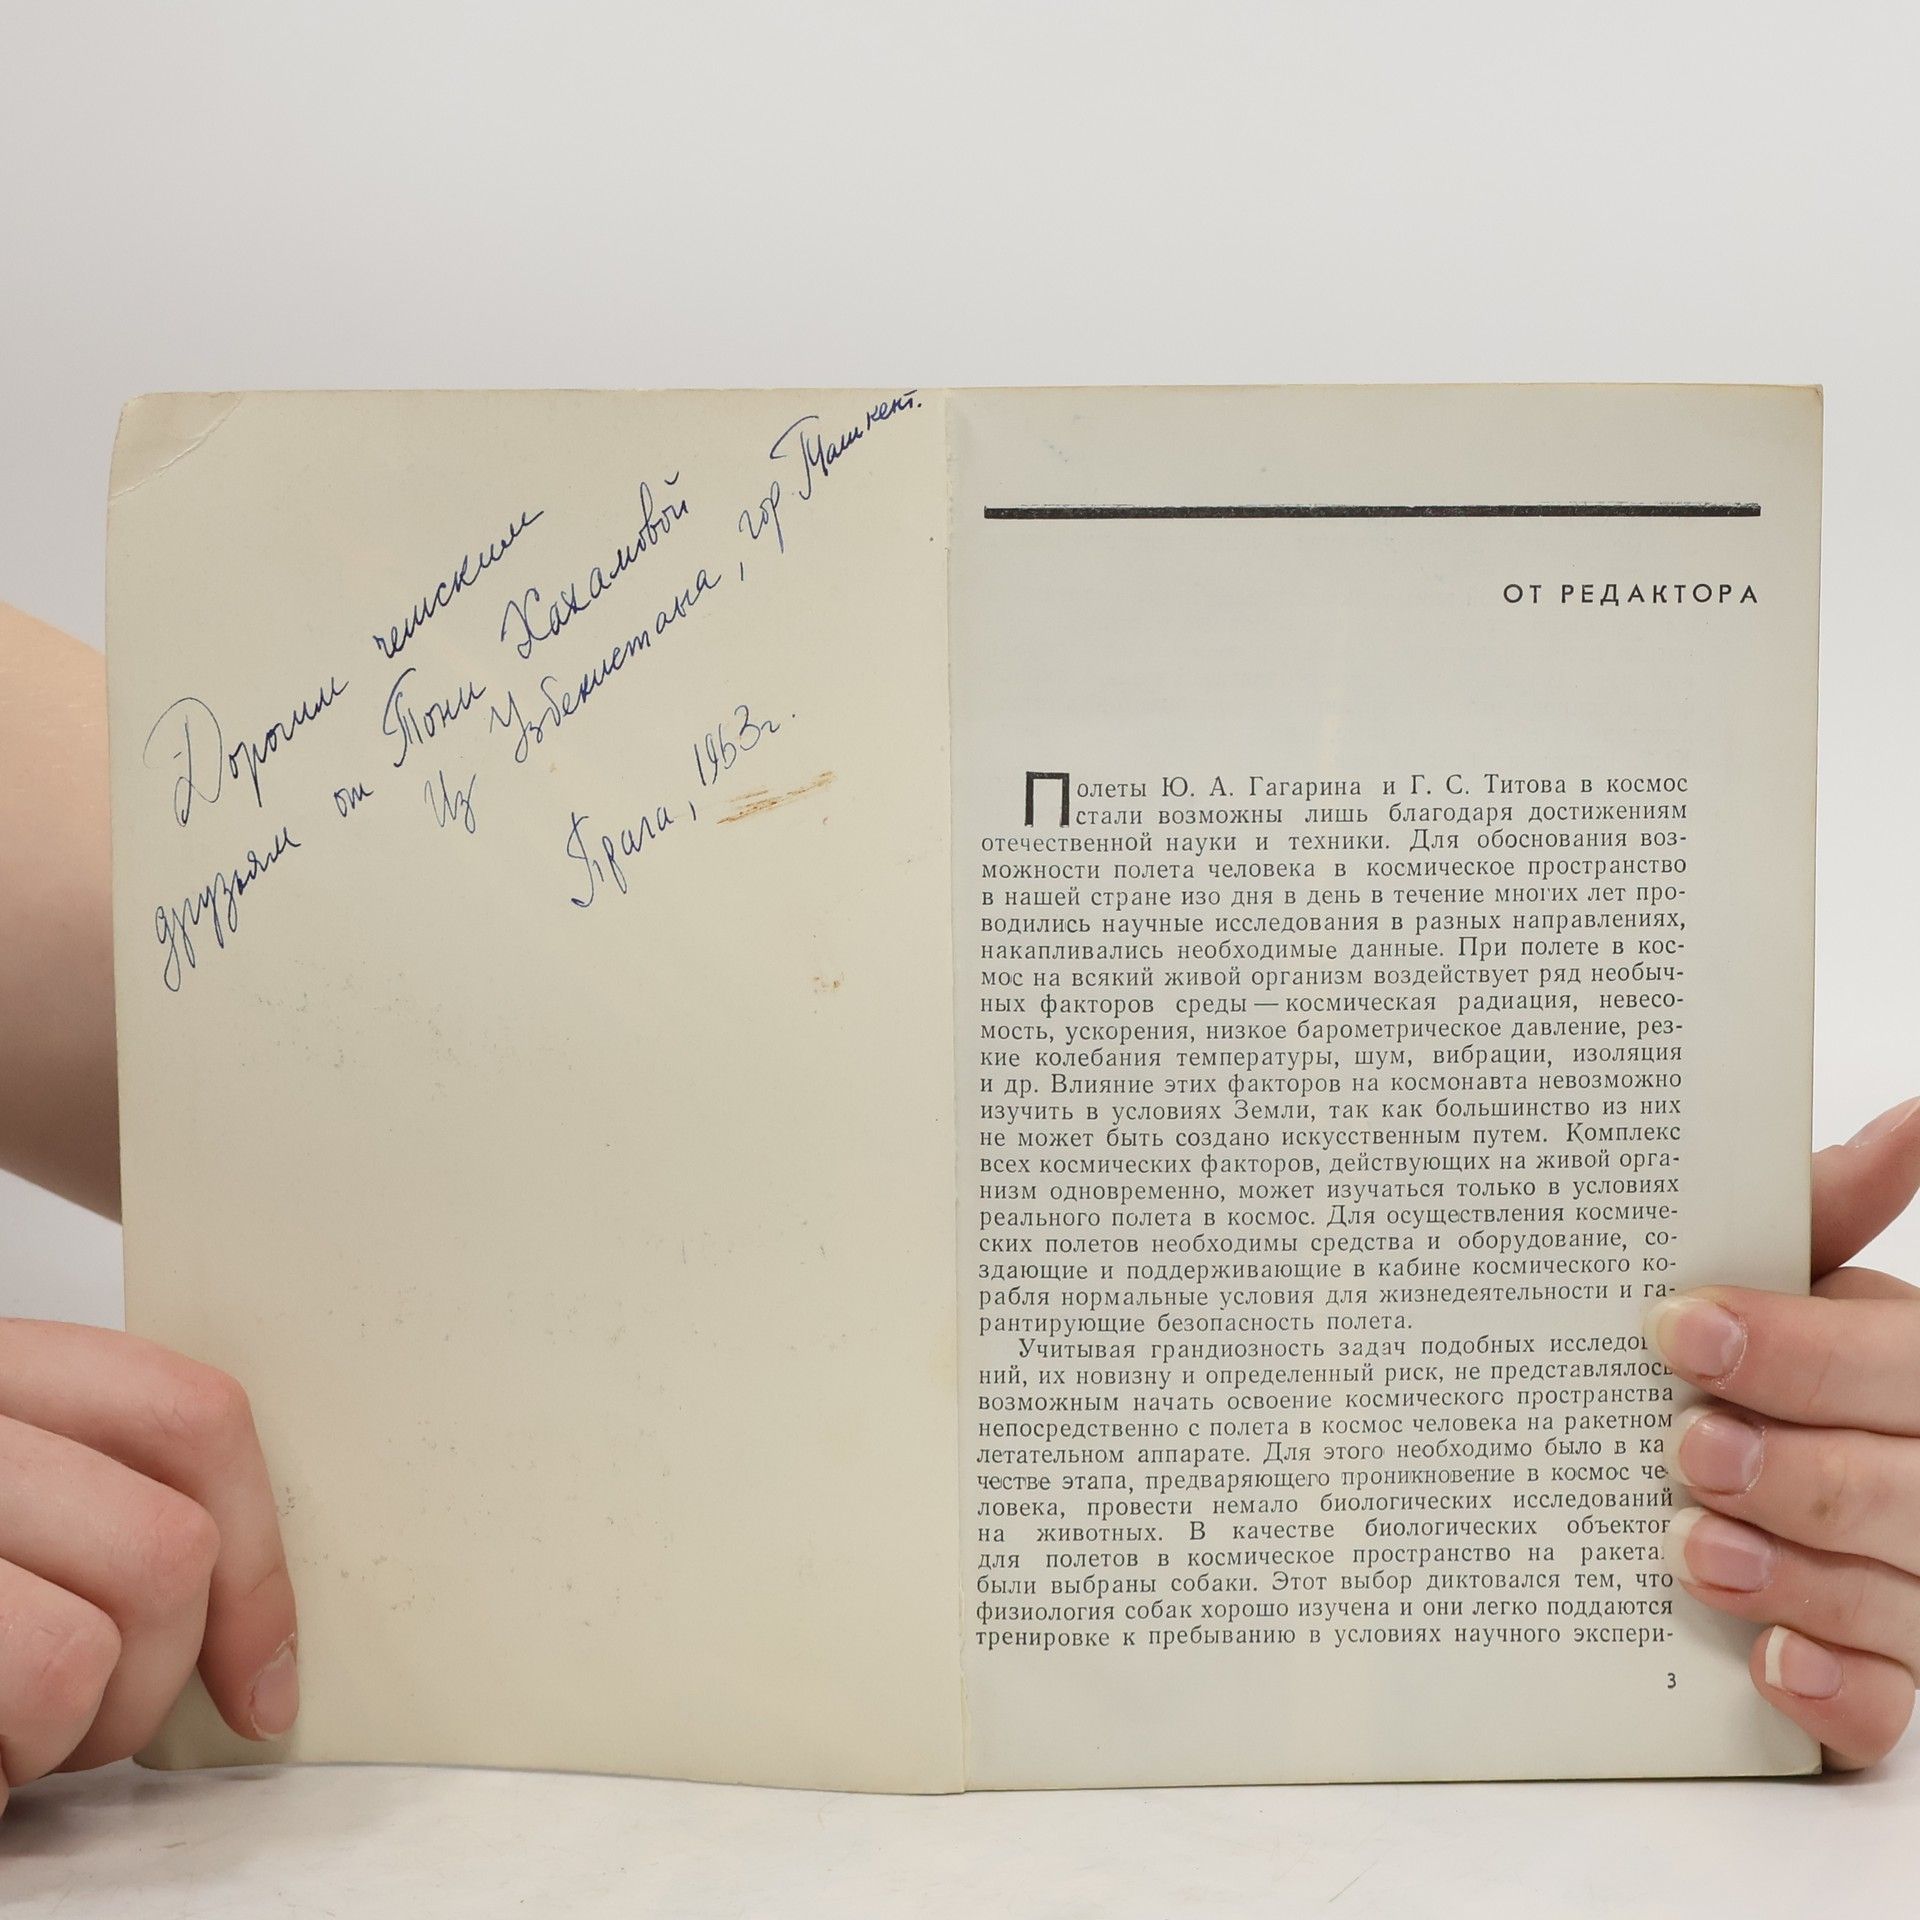 Дорогим чешским
друзьям от Тони Хахамовой
Из Узбекистана, гор. Ташкент.
Прага, 1963г.
ОТ РЕДАКТОРА
Полеты Ю. А. Гагарина и Г. С. Титова в космос
стали возможны лишь благодаря достижениям
отечественной науки и техники. Для обоснования воз-
можности полета человека в космическое пространство
в нашей стране изо дня в день в течение многих лет про-
водились научные исследования в разных направлениях,
накапливались необходимые данные. При полете в кос-
мос на всякий живой организм воздействует ряд необыч-
ных факторов среды — космическая радиация, невесо-
мость, ускорения, низкое барометрическое давление, рез-
кие колебания температуры, шум, вибрации, изоляция
и др. Влияние этих факторов на космонавта невозможно
изучить в условиях Земли, так как большинство из них
не может быть создано искусственным путем. Комплекс
всех космических факторов, действующих на живой орга-
низм одновременно, может изучаться только в условиях
реального полета в космос. Для осуществления космиче-
ских полетов необходимы средства и оборудование, со-
здающие и поддерживающие в кабине космического ко-
рабля нормальные условия для жизнедеятельности и га-
рантирующие безопасность полета.
Учитывая грандиозность задач подобных исследо
ний, их новизну и определенный риск, не представлялось
возможным начать освоение космического пространства
непосредственно с полета в космос человека на ракетном
летательном аппарате. Для этого необходимо было в ка
честве этапа, предваряющего проникновение в космос че-
ловека, провести немало биологических исследований
на животных. В качестве биологических объектов
для полетов в космическое пространство на ракета
были выбраны собаки. Этот выбор диктовался тем, что
физиология собак хорошо изучена и они легко поддаются
тренировке к пребыванию в условиях научного экспери-
3